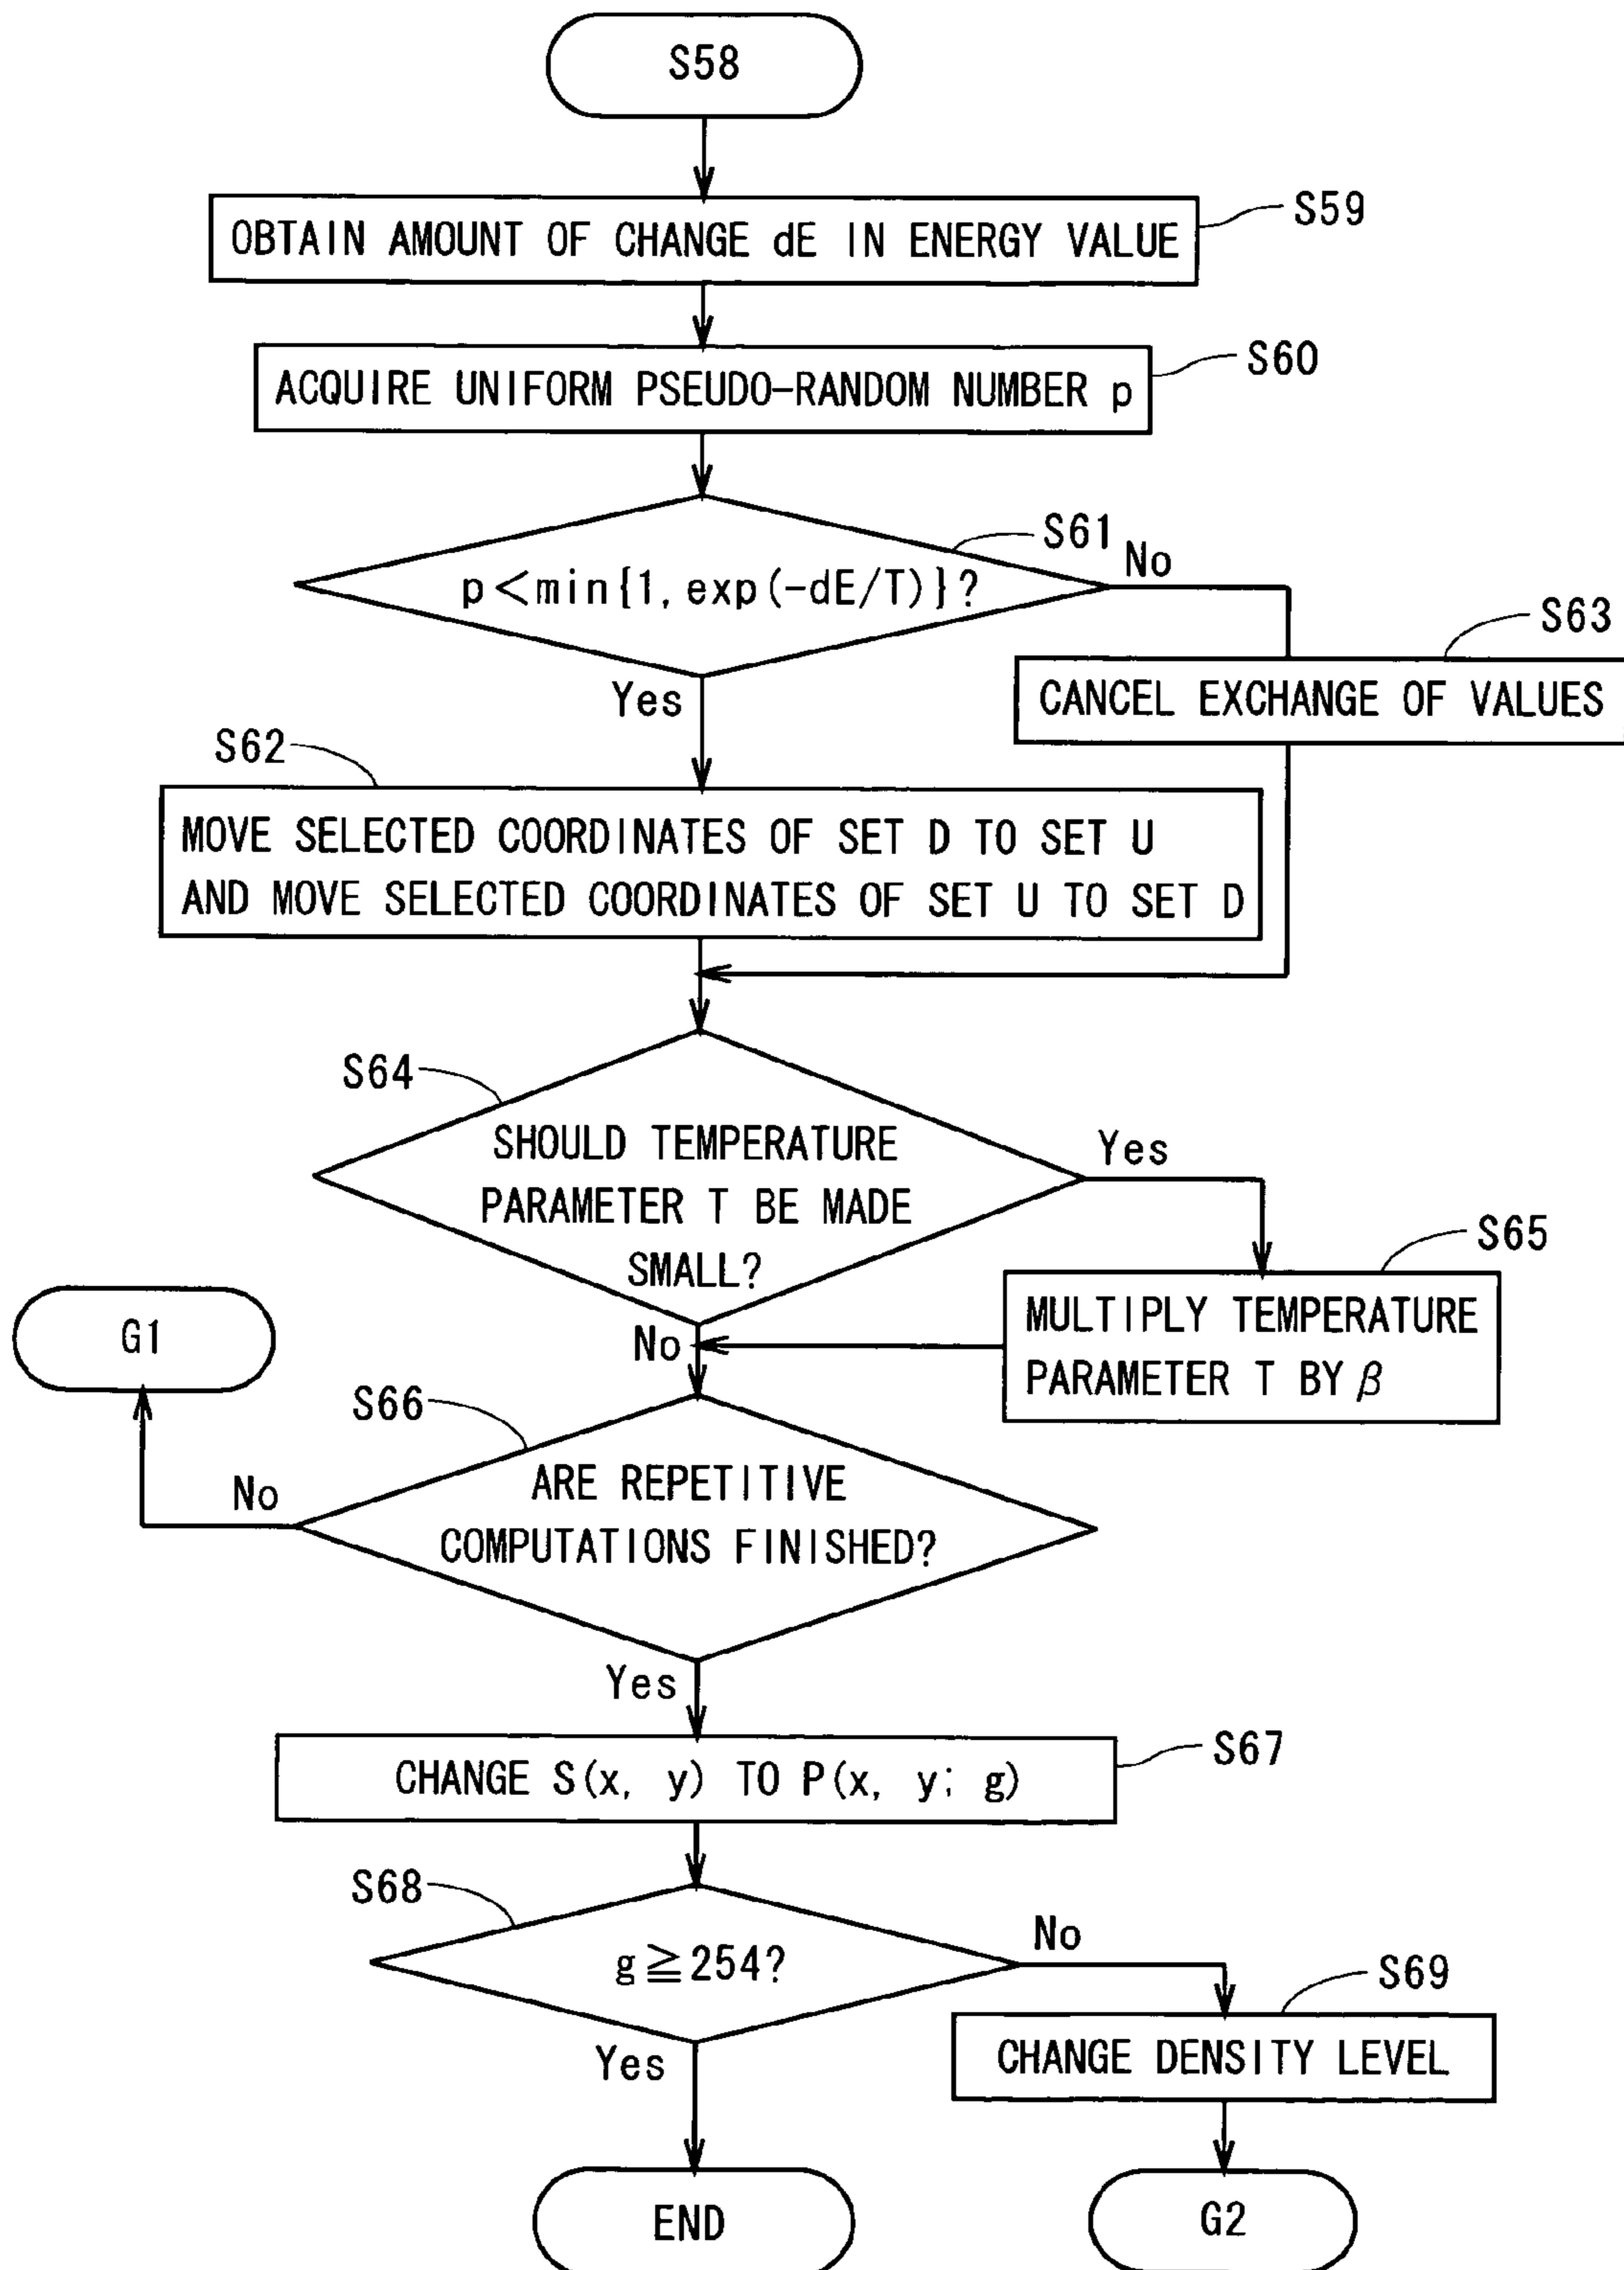 S58
OBTAIN AMOUNT OF CHANGE dE IN ENERGY VALUE
S59
ACQUIRE UNIFORM PSEUDO-RANDOM NUMBER p
S60
p<min{1, exp(-dE/T)}?
S61
No
S63
CANCEL EXCHANGE OF VALUES
Yes
S62
MOVE SELECTED COORDINATES OF SET D TO SET U
AND MOVE SELECTED COORDINATES OF SET U TO SET D
S64
SHOULD TEMPERATURE
PARAMETER T BE MADE
SMALL?
Yes
S65
MULTIPLY TEMPERATURE
PARAMETER T BY β
No
G1
S66
ARE REPETITIVE
COMPUTATIONS FINISHED?
No
Yes
CHANGE S(x, y) TO P(x, y; g)
S67
S68
g≧254?
No
S69
CHANGE DENSITY LEVEL
Yes
END
G2